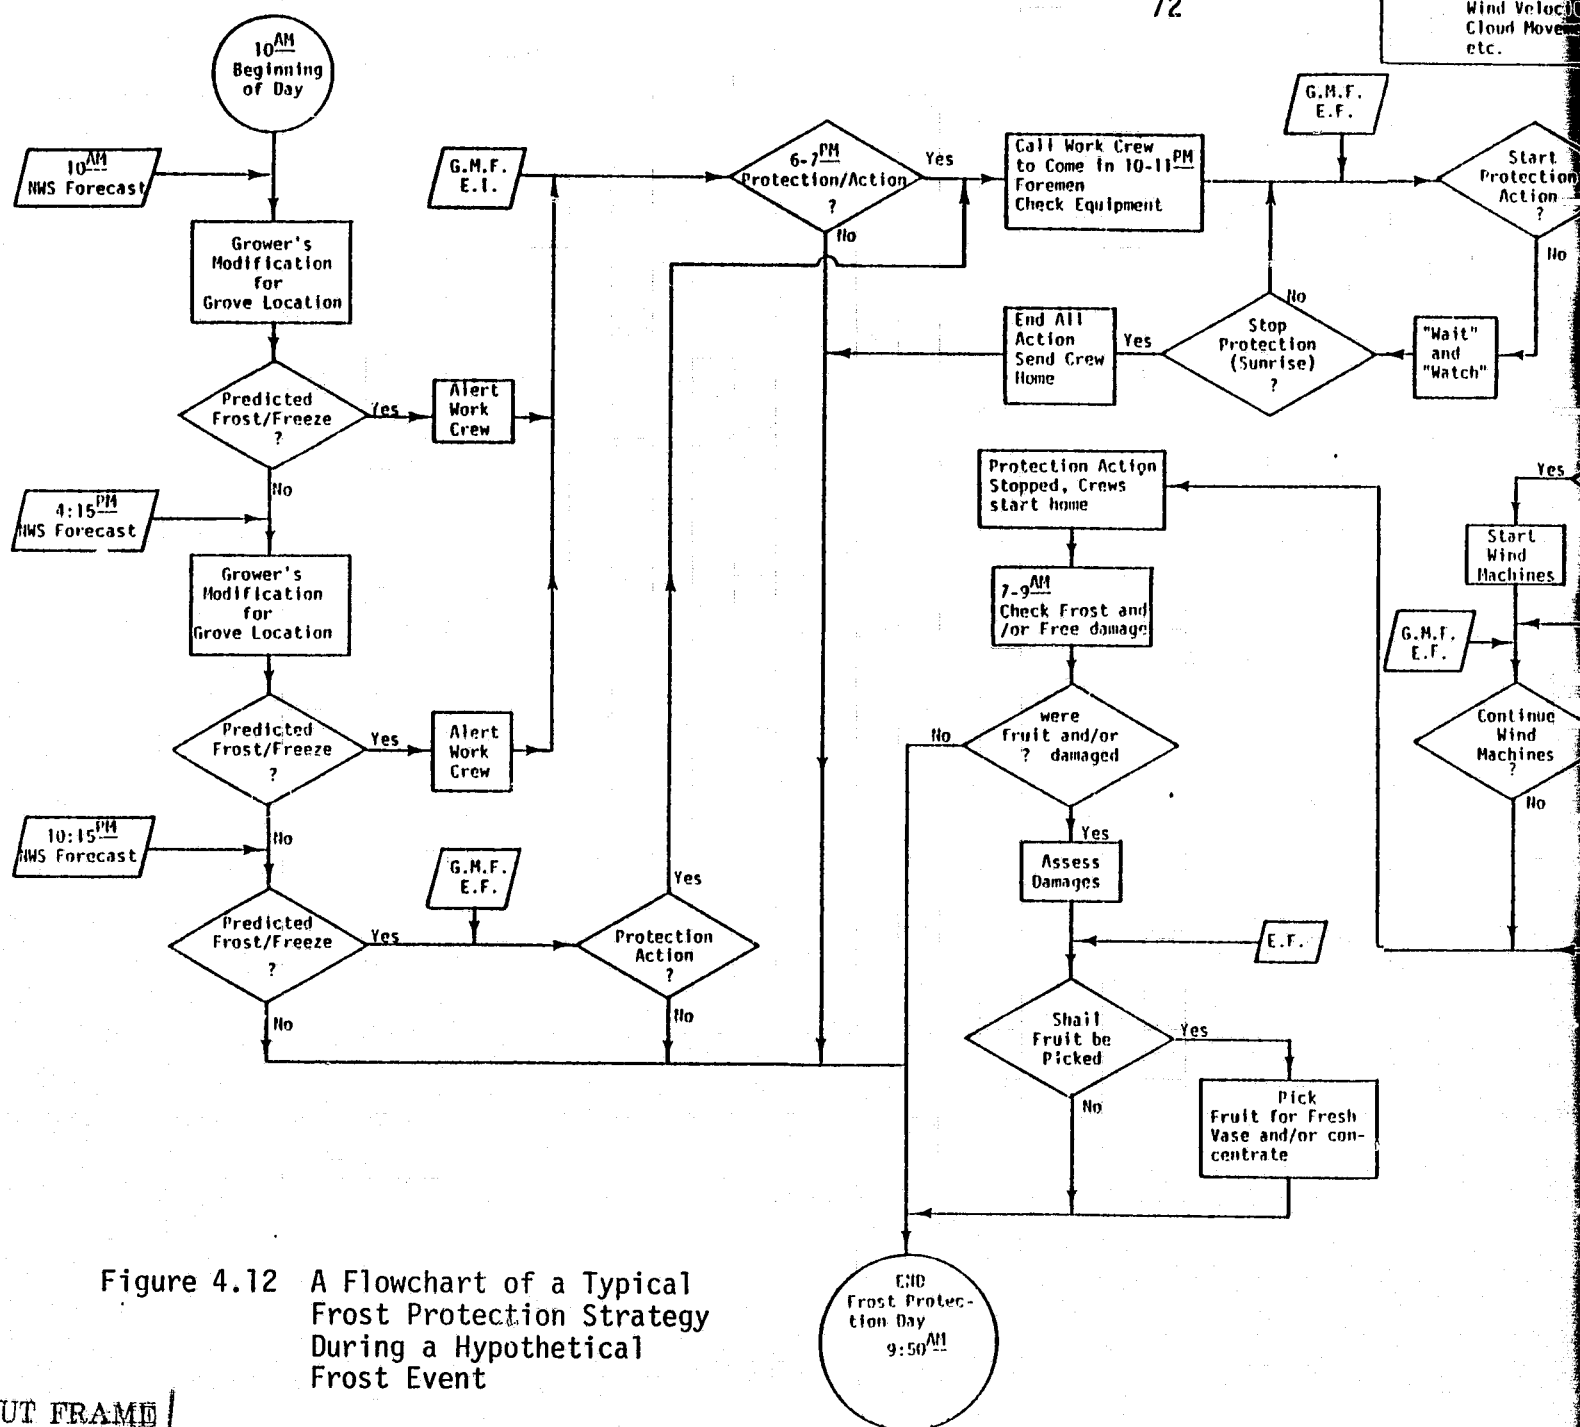 72
Wind Veloci
Cloud Move
etc.
10AM
Beginning
of Day
10AM
NWS Forecast
Grower's
Modification
for
Grove Location
Predicted
Frost/Freeze
?
Yes
Alert
Work
Crew
No
4:15PM
NWS Forecast
Grower's
Modification
for
Grove Location
Predicted
Frost/Freeze
?
Yes
Alert
Work
Crew
No
10:15PM
NWS Forecast
Predicted
Frost/Freeze
?
Yes
No
G.M.F.
E.F.
Protection
Action
?
Yes
No
G.M.F.
E.I.
6-7PM
Protection/Action
?
Yes
No
Call Work Crew
to Come in 10-11PM
Foremen
Check Equipment
G.M.F.
E.F.
Start
Protection
Action
?
No
"Wait"
and
"Watch"
Stop
Protection
(Sunrise)
?
No
Yes
End All
Action
Send Crew
Home
Yes
Start
Wind
Machines
G.M.F.
E.F.
Continue
Wind
Machines
?
No
Protection Action
Stopped, Crews
start home
7-9AM
Check Frost and
/or Free damage
were
Fruit and/or
? damaged
No
Yes
Assess
Damages
E.F.
Shall
Fruit be
Picked
Yes
No
Pick
Fruit for Fresh
Vase and/or con-
centrate
END
Frost Protec-
tion Day
9:50AM
Figure 4.12 A Flowchart of a Typical
Frost Protection Strategy
During a Hypothetical
Frost Event
UT FRAME